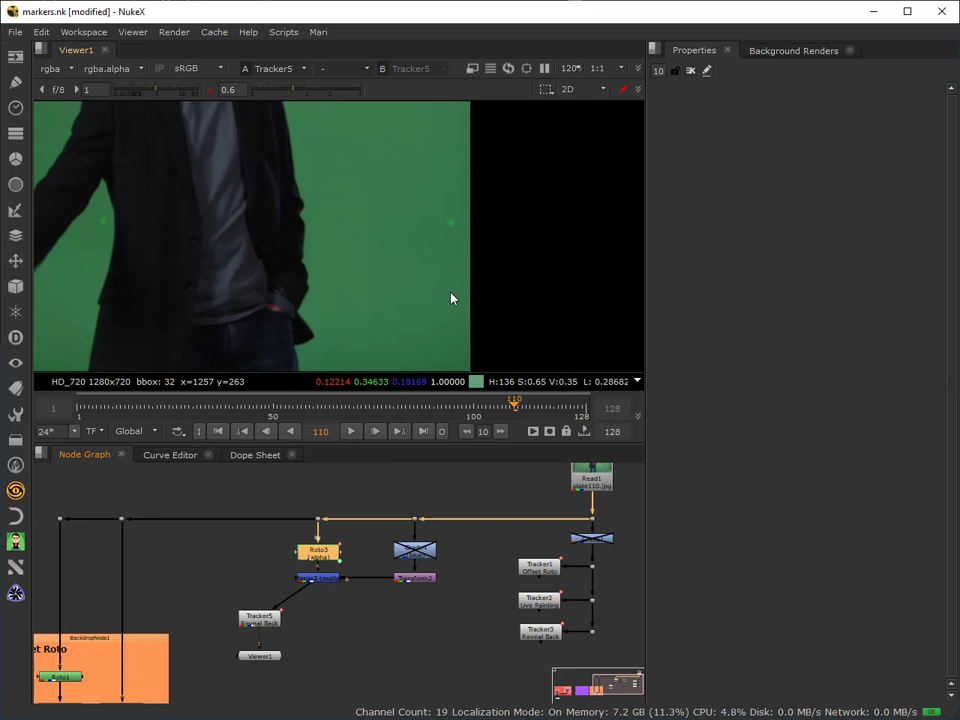 markers.nk [modified] - NukeX
File Edit Workspace Viewer Render Cache Help Scripts Mari
Viewer1
Properties
Background Renders
rgba rgba.alpha IP sRGB A Tracker5 - B Tracker5 120* 1:1
10
f/8 1 Y 0.6 2D
HD_720 1280x720 bbox: 32 x=1257 y=263 0.12214 0.34633 0.18169 1.00000 H:136 S:0.65 V:0.35 L: 0.28682
1 1 50 100 110 128 128
24* TF Global 110 10 128
Node Graph
Curve Editor
Dope Sheet
Read1
plate110.jpg
Roto3
(alpha)
Transform2
Tracker1
Offset Roto
Tracker2
Live Painting
Tracker5
Reveal Back
Tracker3
Reveal Back
BackdropNode1
et Roto
Viewer1
Roto1
Channel Count: 19 Localization Mode: On Memory: 7.2 GB (11.3%) CPU: 4.8% Disk: 0.0 MB/s Network: 0.0 MB/s